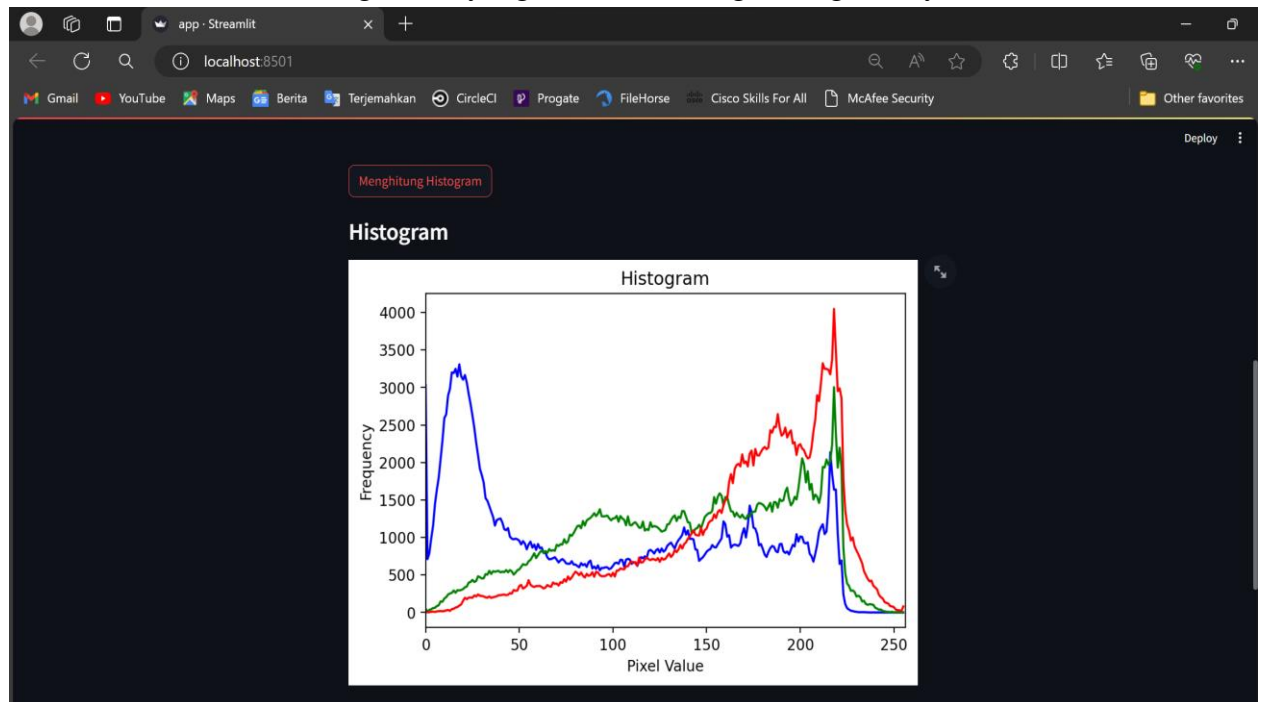 app · Streamlit
localhost:8501
Gmail YouTube Maps Berita Terjemahkan CircleCI Progate FileHorse Cisco Skills For All McAfee Security Other favorites
Deploy
Menghitung Histogram
Histogram
Histogram
4000
3500
3000
2500
2000
1500
1000
500
0
Frequency
0 50 100 150 200 250
Pixel Value